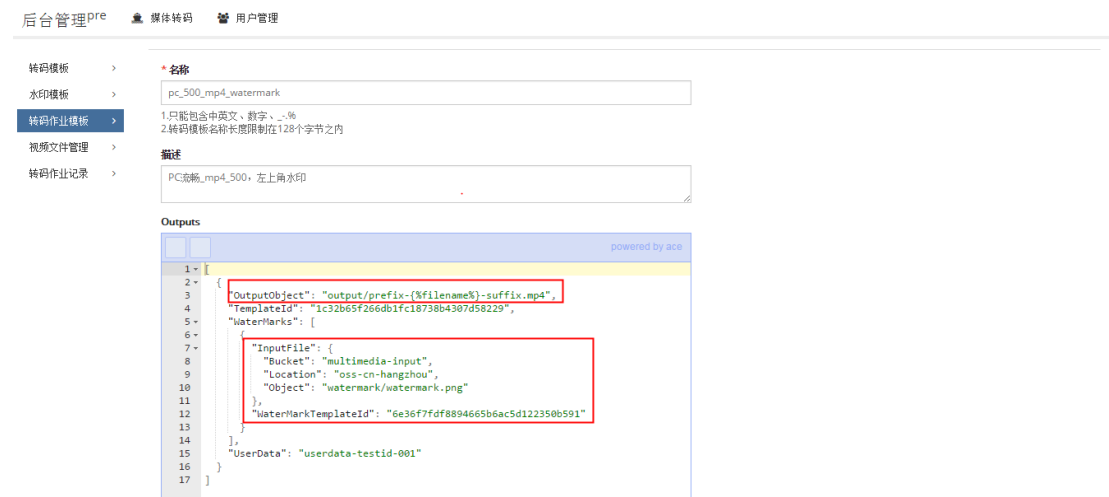 后台管理pre 媒体转码 用户管理
转码模板
水印模板
转码作业模板
视频文件管理
转码作业记录
* 名称
pc_500_mp4_watermark
1.只能包含中英文、数字、_-.%
2.转码模板名称长度限制在128个字节之内
描述
PC流畅_mp4_500，左上角水印
Outputs
powered by ace
1 [
2 {
3 "OutputObject": "output/prefix-{%filename%}-suffix.mp4",
4 "TemplateId": "1c32b65f266db1fc18738b4307d58229",
5 "WaterMarks": [
6 {
7 "InputFile": {
8 "Bucket": "multimedia-input",
9 "Location": "oss-cn-hangzhou",
10 "Object": "watermark/watermark.png"
11 },
12 "WaterMarkTemplateId": "6e36f7fdf8894665b6ac5d122350b591"
13 }
14 ],
15 "UserData": "userdata-testid-001"
16 }
17 ]